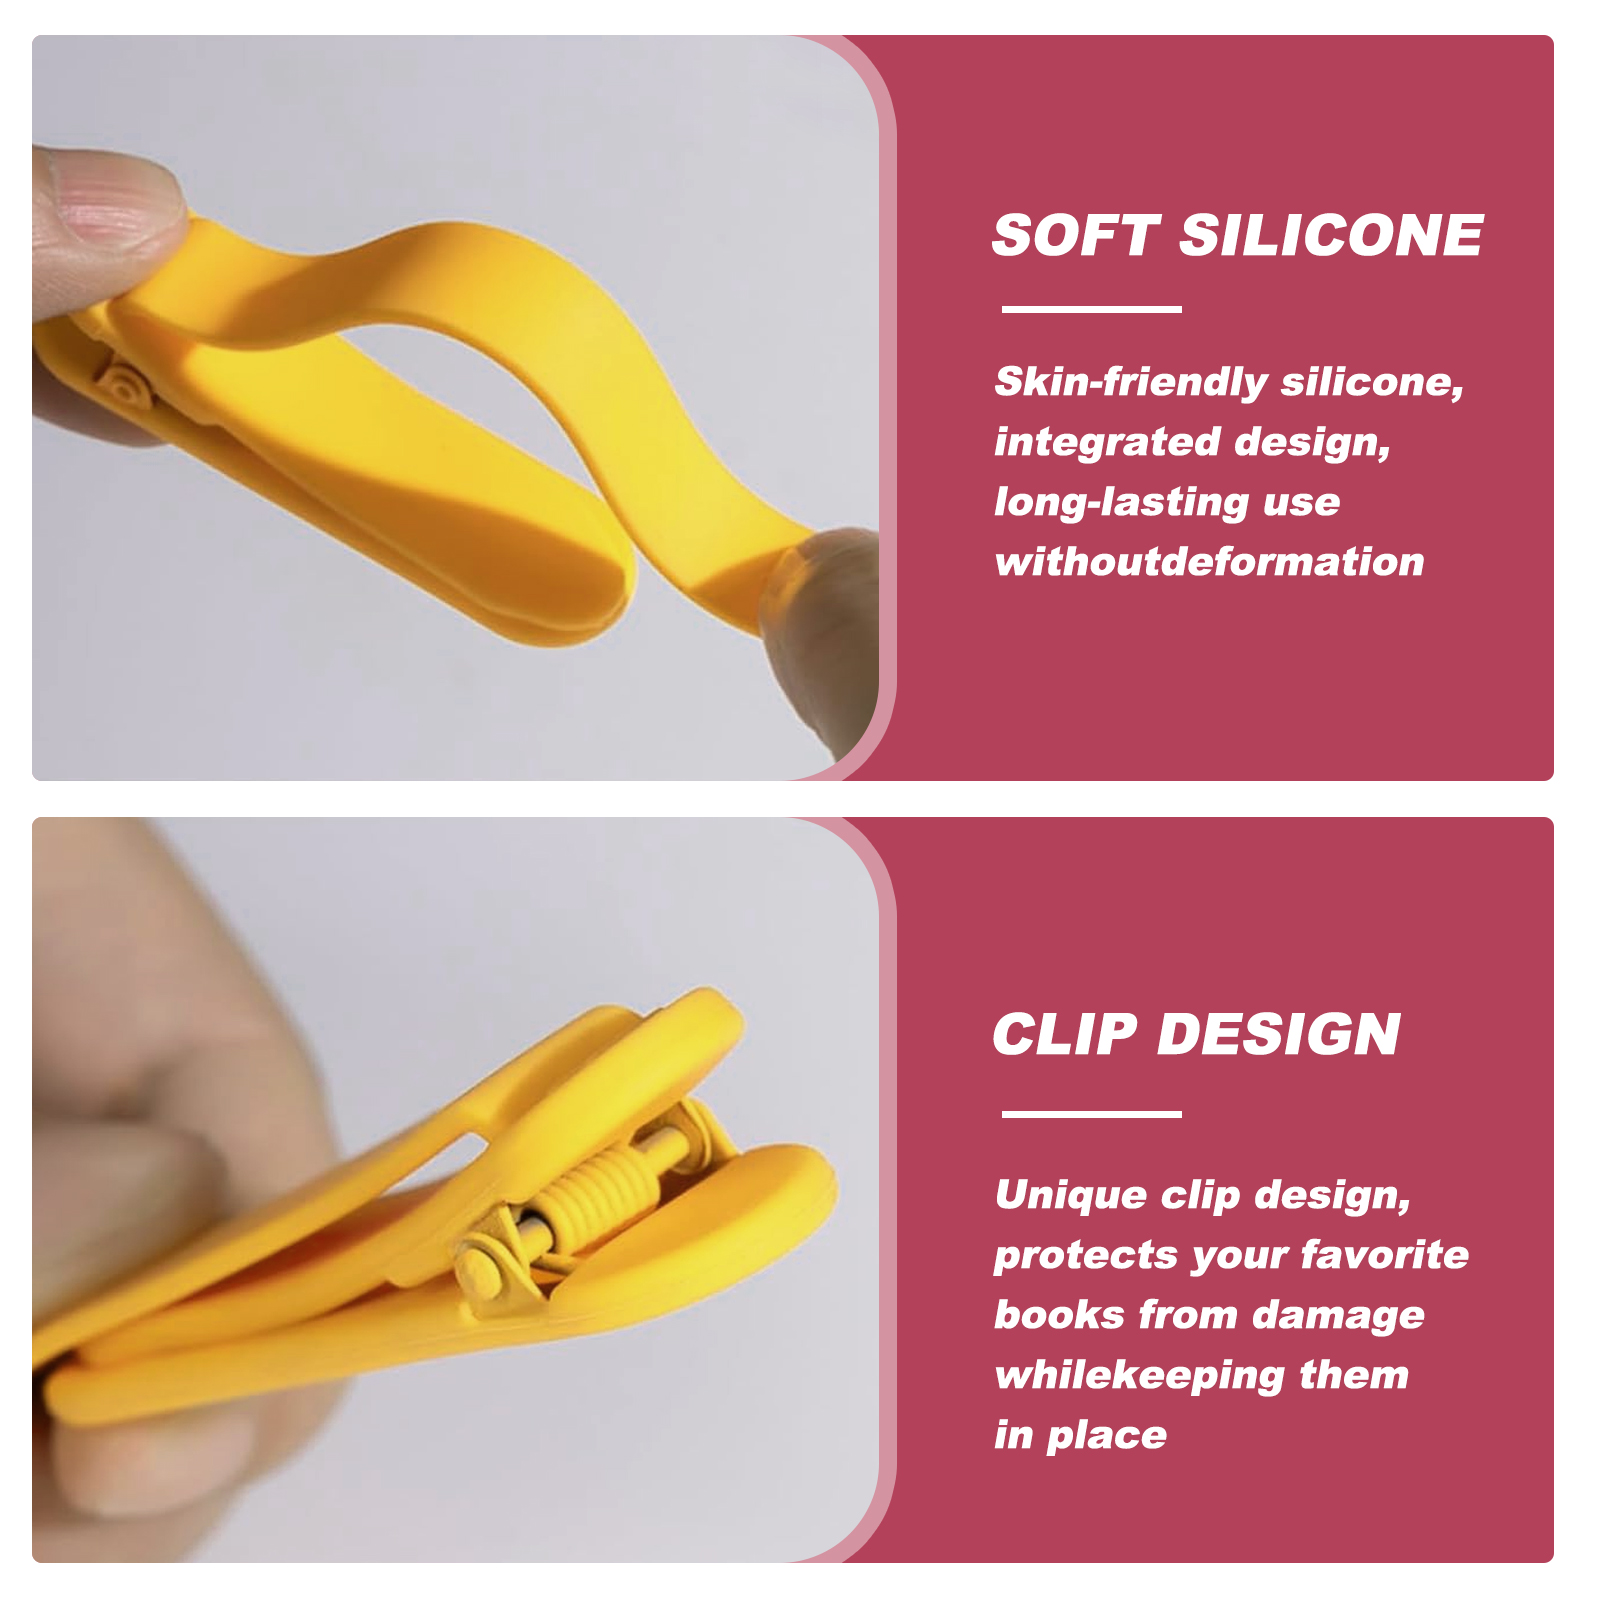 SOFT SILICONE
Skin-friendly silicone,
integrated design,
long-lasting use
withoutdeformation
CLIP DESIGN
Unique clip design,
protects your favorite
books from damage
whilekeeping them
in place